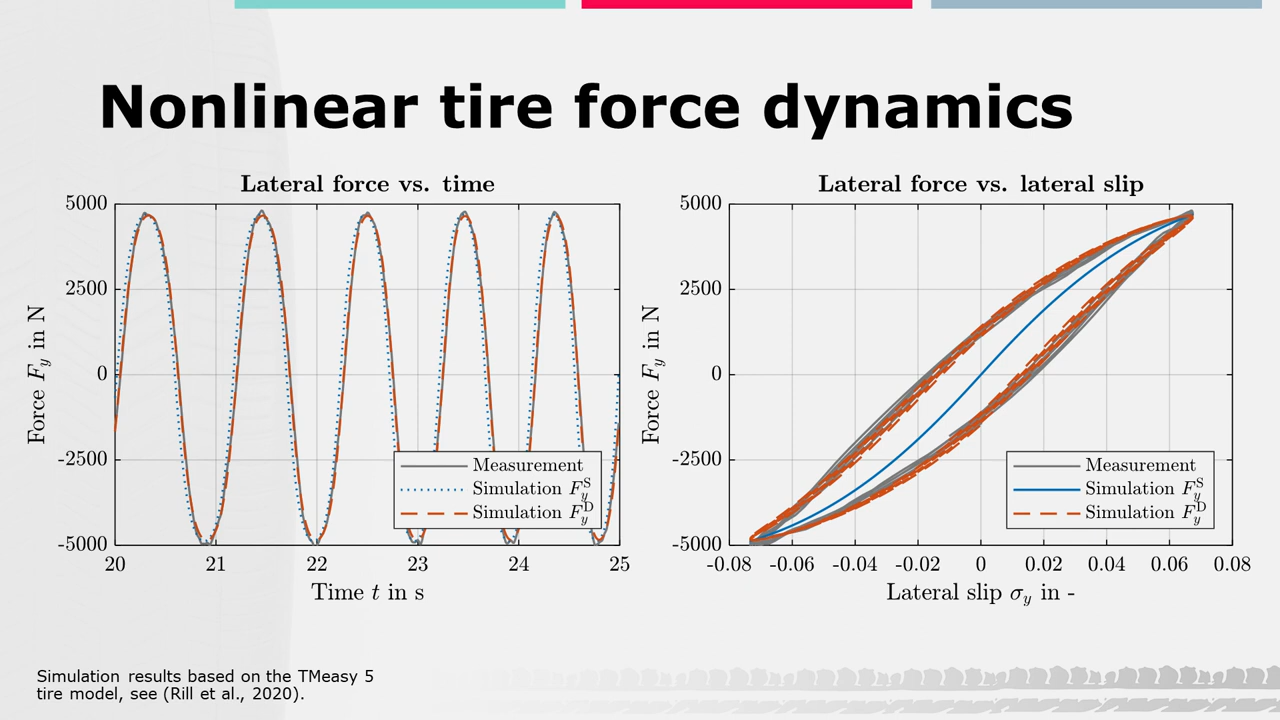 Nonlinear tire force dynamics
Lateral force vs. time
5000
2500
0
-2500
-5000
Force F_y in N
20 21 22 23 24 25
Time t in s
Measurement
Simulation F_y^S
Simulation F_y^D
Lateral force vs. lateral slip
5000
2500
0
-2500
-5000
Force F_y in N
-0.08 -0.06 -0.04 -0.02 0 0.02 0.04 0.06 0.08
Lateral slip σ_y in -
Measurement
Simulation F_y^S
Simulation F_y^D
Simulation results based on the TMeasy 5
tire model, see (Rill et al., 2020).